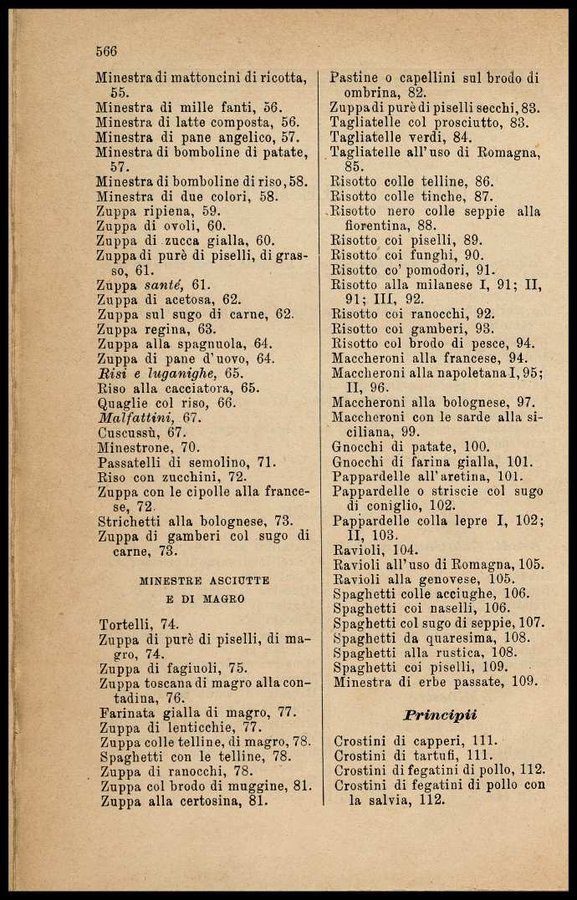 566
Minestra di mattoncini di ricotta,
55.
Minestra di mille fanti, 56.
Minestra di latte composta, 56.
Minestra di pane angelico, 57.
Minestra di bomboline di patate,
57.
Minestra di bomboline di riso, 58.
Minestra di due colori, 58.
Zuppa ripiena, 59.
Zuppa di ovoli, 60.
Zuppa di zucca gialla, 60.
Zuppa di purè di piselli, di gras-
so, 61.
Zuppa santé, 61.
Zuppa di acetosa, 62.
Zuppa sul sugo di carne, 62.
Zuppa regina, 63.
Zuppa alla spagnuola, 64.
Zuppa di pane d'uovo, 64.
Risi e luganighe, 65.
Riso alla cacciatora, 65.
Quaglie col riso, 66.
Malfattini, 67.
Cuscussù, 67.
Minestrone, 70.
Passatelli di semolino, 71.
Riso con zucchini, 72.
Zuppa con le cipolle alla france-
se, 72.
Strichetti alla bolognese, 73.
Zuppa di gamberi col sugo di
carne, 73.
MINESTRE ASCIUTTE
E DI MAGRO
Tortelli, 74.
Zuppa di purè di piselli, di ma-
gro, 74.
Zuppa di fagiuoli, 75.
Zuppa toscana di magro alla con-
tadina, 76.
Farinata gialla di magro, 77.
Zuppa di lenticchie, 77.
Zuppa colle telline, di magro, 78.
Spaghetti con le telline, 78.
Zuppa di ranocchi, 78.
Zuppa col brodo di muggine, 81.
Zuppa alla certosina, 81.
Pastine o capellini sul brodo di
ombrina, 82.
Zuppa di purè di piselli secchi, 83.
Tagliatelle col prosciutto, 83.
Tagliatelle verdi, 84.
Tagliatelle all'uso di Romagna,
85.
Risotto colle telline, 86.
Risotto colle tinche, 87.
Risotto nero colle seppie alla
fiorentina, 88.
Risotto coi piselli, 89.
Risotto coi funghi, 90.
Risotto co' pomodori, 91.
Risotto alla milanese I, 91; II,
91; III, 92.
Risotto coi ranocchi, 92.
Risotto coi gamberi, 93.
Risotto col brodo di pesce, 94.
Maccheroni alla francese, 94.
Maccheroni alla napoletana I, 95;
II, 96.
Maccheroni alla bolognese, 97.
Maccheroni con le sarde alla si-
ciliana, 99.
Gnocchi di patate, 100.
Gnocchi di farina gialla, 101.
Pappardelle all'aretina, 101.
Pappardelle o striscie col sugo
di coniglio, 102.
Pappardelle colla lepre I, 102;
II, 103.
Ravioli, 104.
Ravioli all'uso di Romagna, 105.
Ravioli alla genovese, 105.
Spaghetti colle acciughe, 106.
Spaghetti coi naselli, 106.
Spaghetti col sugo di seppie, 107.
Spaghetti da quaresima, 108.
Spaghetti alla rustica, 108.
Spaghetti coi piselli, 109.
Minestra di erbe passate, 109.
Principii
Crostini di capperi, 111.
Crostini di tartufi, 111.
Crostini di fegatini di pollo, 112.
Crostini di fegatini di pollo con
la salvia, 112.